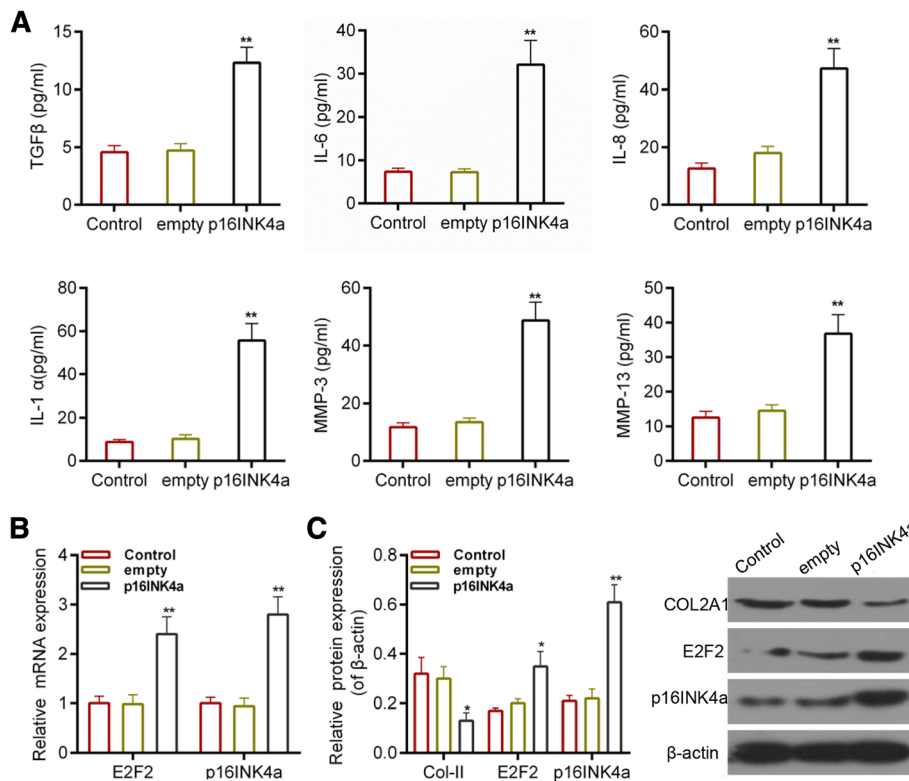 A
TGFβ (pg/ml)
15
10
5
0
**
Control empty p16INK4a
IL-6 (pg/ml)
40
30
20
10
0
**
Control empty p16INK4a
IL-8 (pg/ml)
60
40
20
0
**
Control empty p16INK4a
IL-1 α(pg/ml)
80
60
40
20
0
**
Control empty p16INK4a
MMP-3 (pg/ml)
60
40
20
0
**
Control empty p16INK4a
MMP-13 (pg/ml)
50
40
30
20
10
0
**
Control empty p16INK4a
B
Relative mRNA expression
4
3
2
1
0
Control
empty
p16INK4a
**
**
E2F2 p16INK4a
C
Relative protein expression
(of β-actin)
0.8
0.6
0.4
0.2
0.0
Control
empty
p16INK4a
*
*
**
Col-II E2F2 p16INK4a
Control empty p16INK4a
COL2A1
E2F2
p16INK4a
β-actin